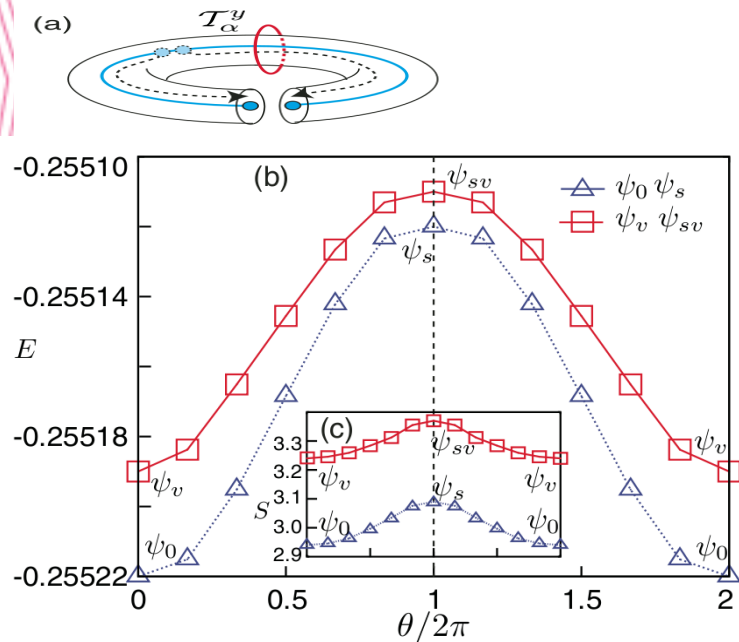 (a) 𝒯_α^y
-0.25510
(b) ψ_sv
ψ_0 ψ_s
ψ_v ψ_sv
ψ_s
-0.25514
E
-0.25518
ψ_v ψ_v
ψ_0 ψ_0
-0.25522
0 0.5 1 1.5 2
θ/2π
(c)
3.3
3.2
3.1
3.0
2.9
S
ψ_sv
ψ_v ψ_v
ψ_s
ψ_0 ψ_0